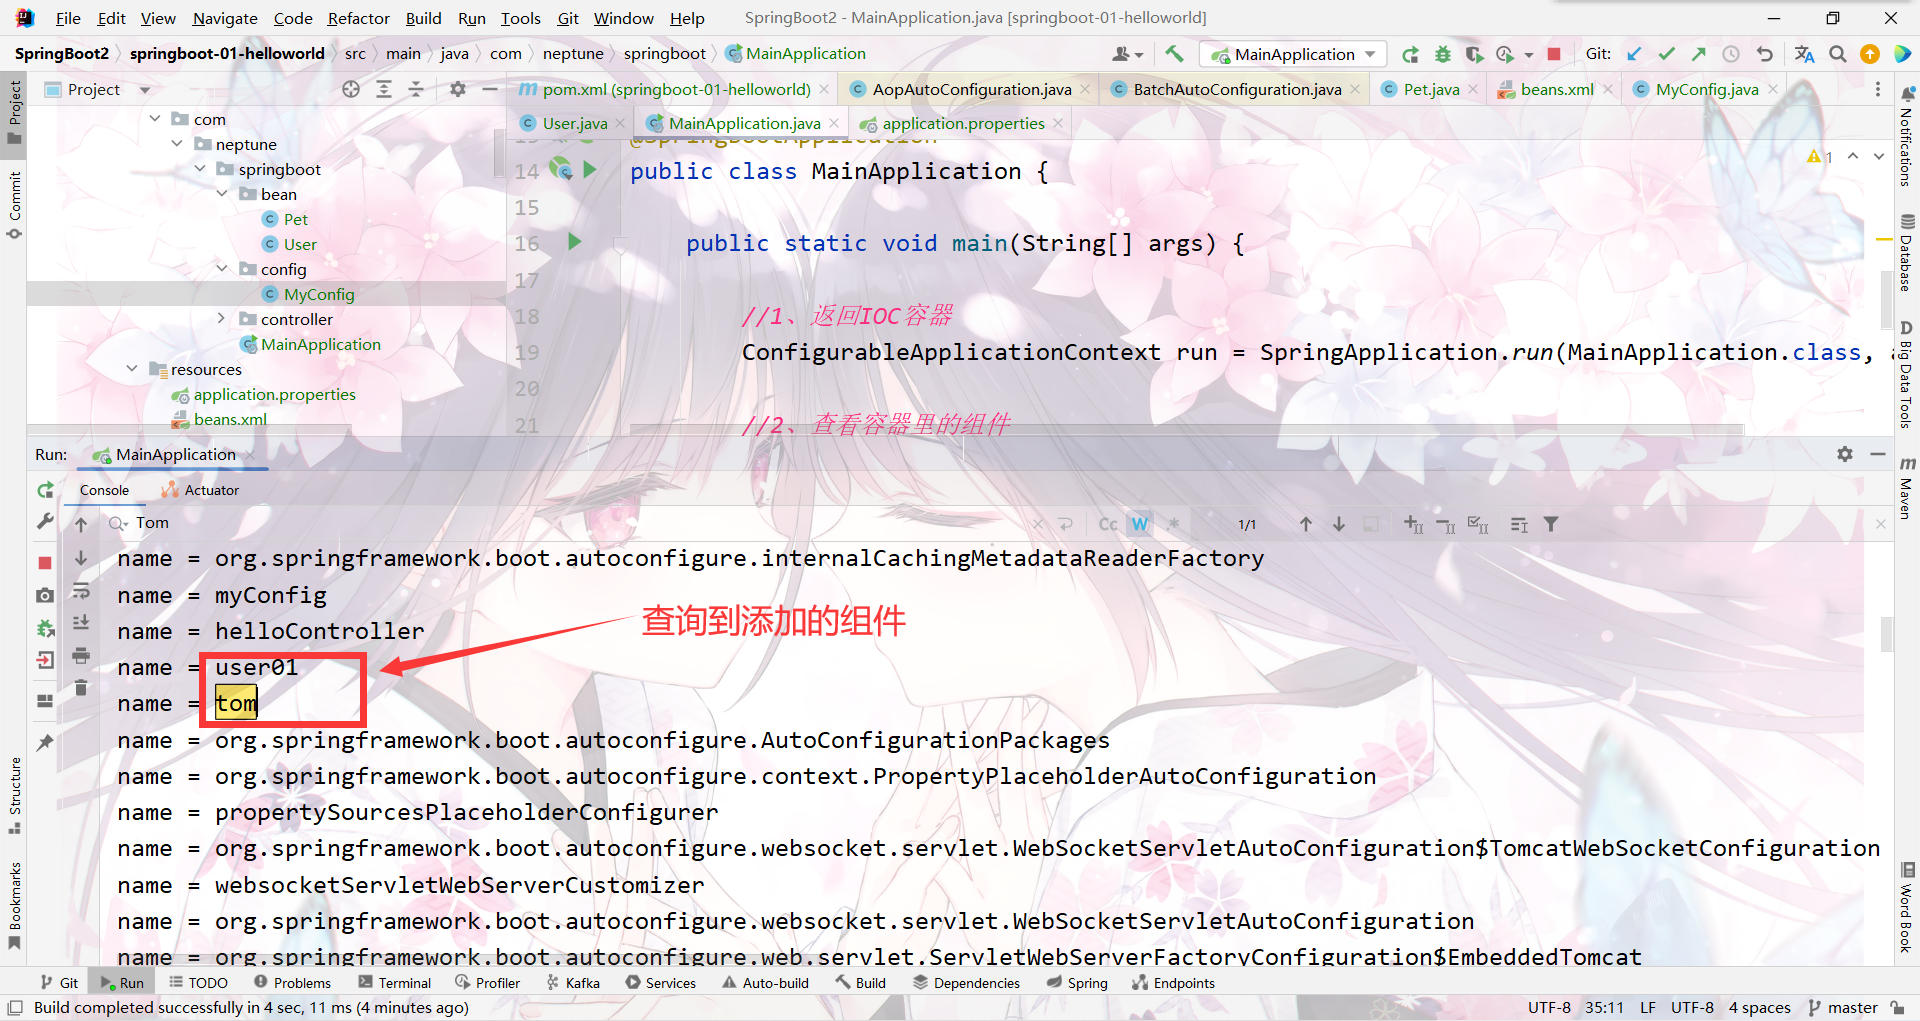 File Edit View Navigate Code Refactor Build Run Tools Git Window Help SpringBoot2 - MainApplication.java [springboot-01-helloworld]
SpringBoot2 springboot-01-helloworld src main java com neptune springboot MainApplication MainApplication Git:
Project pom.xml (springboot-01-helloworld) AopAutoConfiguration.java BatchAutoConfiguration.java Pet.java beans.xml MyConfig.java
User.java MainApplication.java application.properties
Project
Commit
Structure
Bookmarks
com
neptune
springboot
bean
Pet
User
config
MyConfig
controller
MainApplication
resources
application.properties
beans.xml
13 @SpringBootApplication
14 public class MainApplication {
15
16 public static void main(String[] args) {
17
18 //1、返回IOC容器
19 ConfigurableApplicationContext run = SpringApplication.run(MainApplication.class, a
20
21 //2、查看容器里的组件
1
Notifications
Database
Big Data Tools
Maven
Word Book
Run: MainApplication
Console Actuator
Tom Cc W .* 1/1
name = org.springframework.boot.autoconfigure.internalCachingMetadataReaderFactory
name = myConfig
name = helloController
name = user01
name = tom
查询到添加的组件
name = org.springframework.boot.autoconfigure.AutoConfigurationPackages
name = org.springframework.boot.autoconfigure.context.PropertyPlaceholderAutoConfiguration
name = propertySourcesPlaceholderConfigurer
name = org.springframework.boot.autoconfigure.websocket.servlet.WebSocketServletAutoConfiguration$TomcatWebSocketConfiguration
name = websocketServletWebServerCustomizer
name = org.springframework.boot.autoconfigure.websocket.servlet.WebSocketServletAutoConfiguration
name = org.springframework.boot.autoconfigure.web.servlet.ServletWebServerFactoryConfiguration$EmbeddedTomcat
Git Run TODO Problems Terminal Profiler Kafka Services Auto-build Build Dependencies Spring Endpoints
Build completed successfully in 4 sec, 11 ms (4 minutes ago) UTF-8 35:11 LF UTF-8 4 spaces master